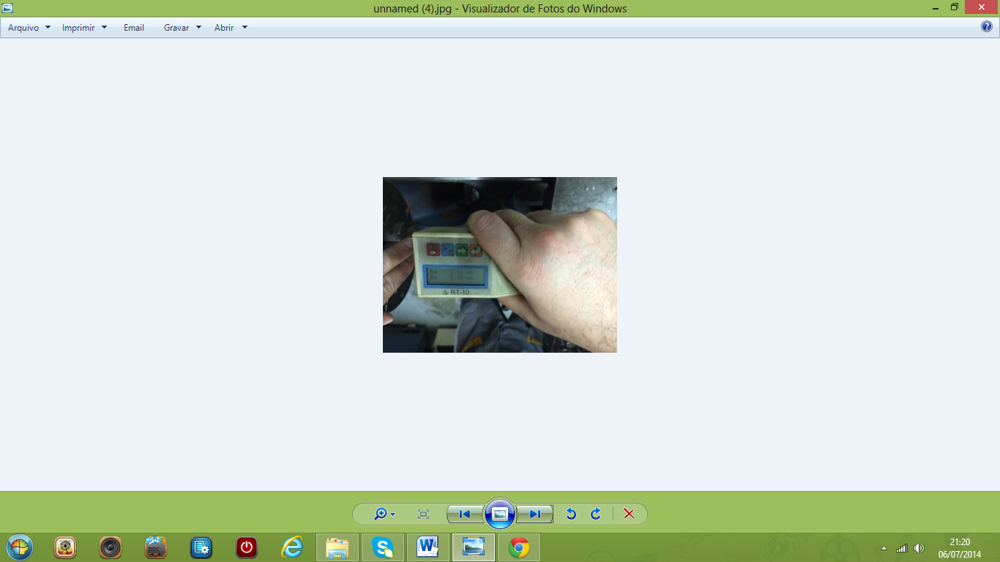 unnamed (4).jpg - Visualizador de Fotos do Windows
Arquivo Imprimir Email Gravar Abrir
RT-10
DOC
21:20
06/07/2014